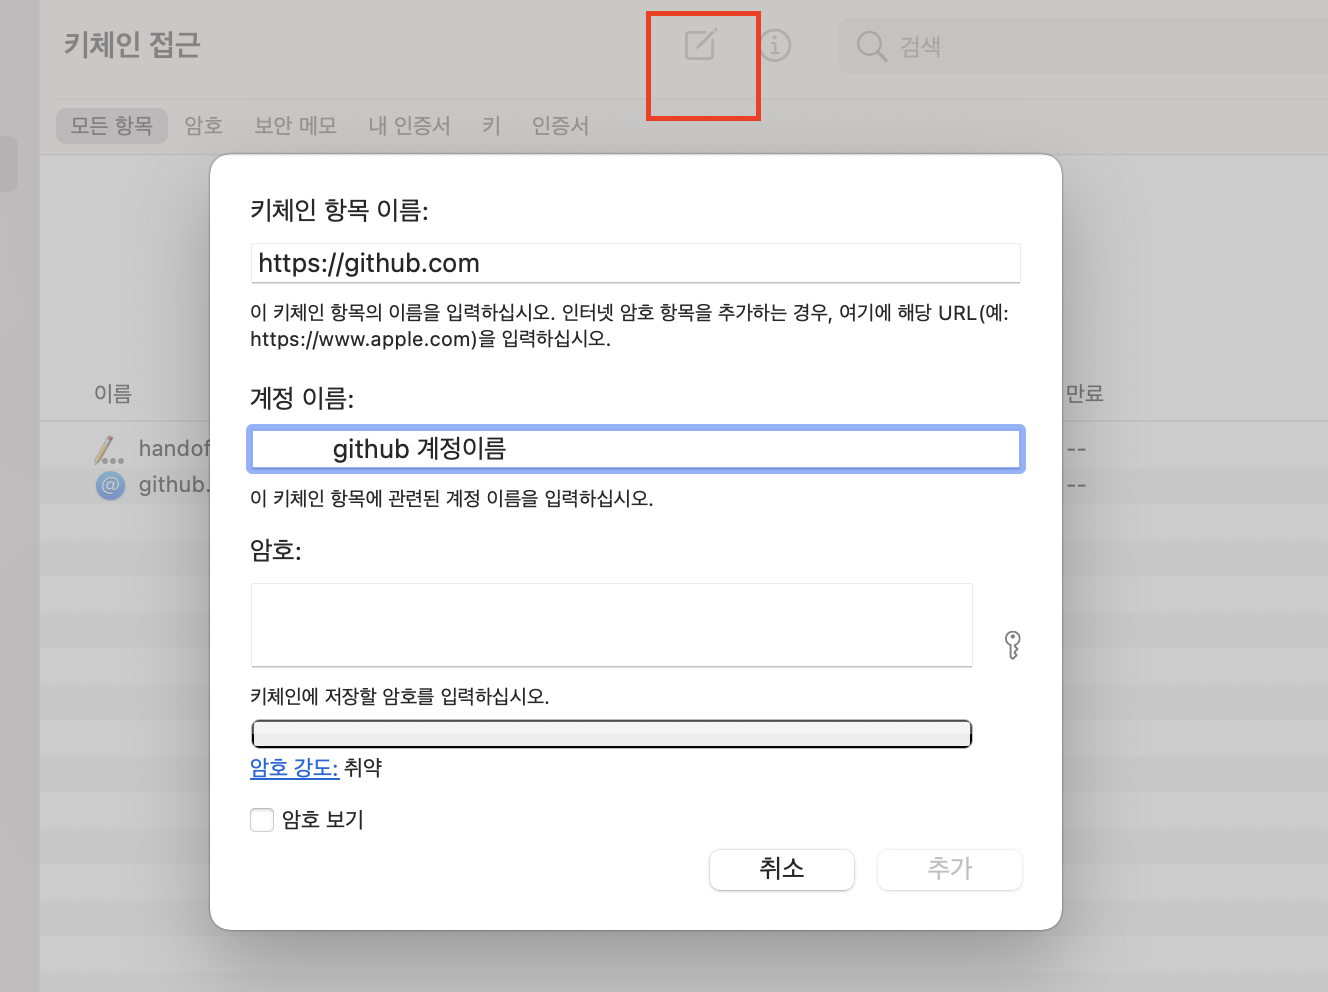 키체인 접근
검색
모든 항목 암호 보안 메모 내 인증서 키 인증서
키체인 항목 이름:
https://github.com
이 키체인 항목의 이름을 입력하십시오. 인터넷 암호 항목을 추가하는 경우, 여기에 해당 URL(예:
https://www.apple.com)을 입력하십시오.
이름
만료
계정 이름:
github 계정이름
handof
--
github.
--
이 키체인 항목에 관련된 계정 이름을 입력하십시오.
암호:
키체인에 저장할 암호를 입력하십시오.
암호 강도: 취약
암호 보기
취소
추가